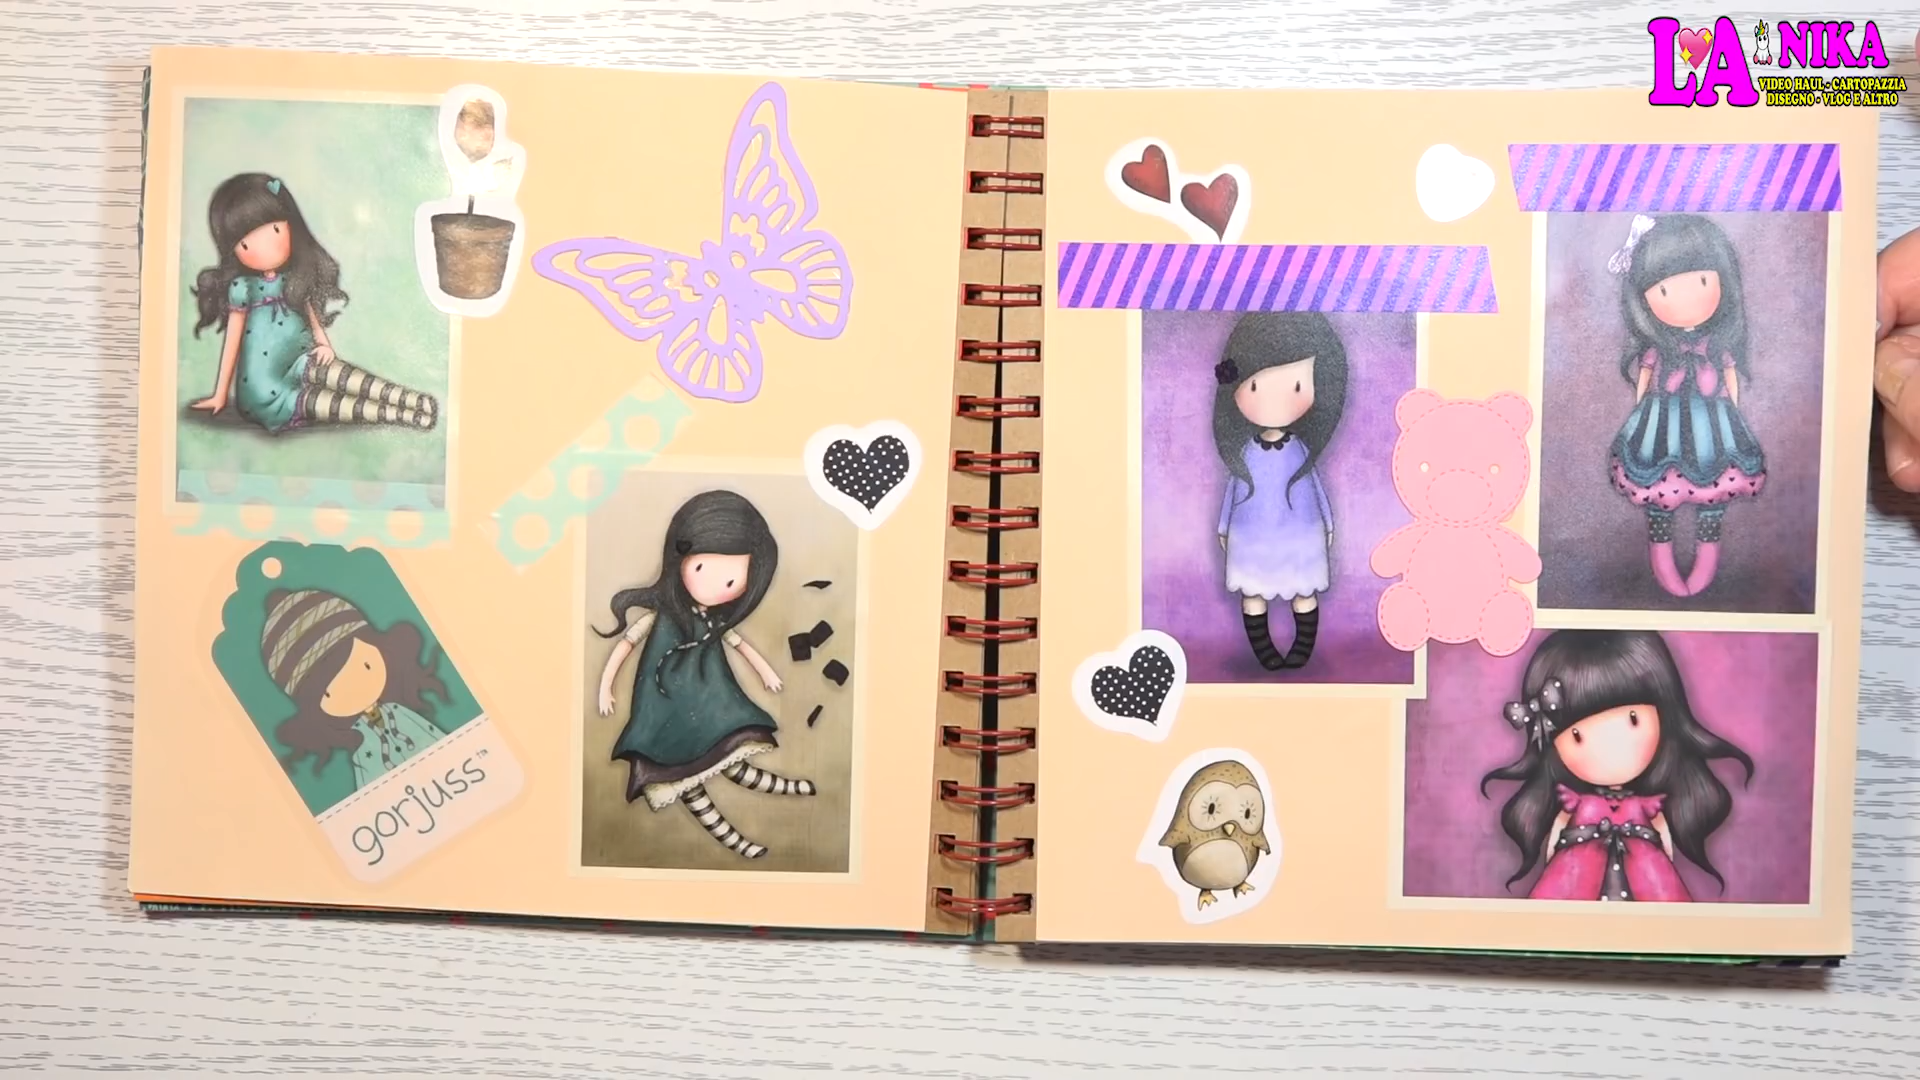 LA NIKA
VIDEO HAUL - CARTOPAZZIA
DISEGNO - VLOG E ALTRO
gorjuss™